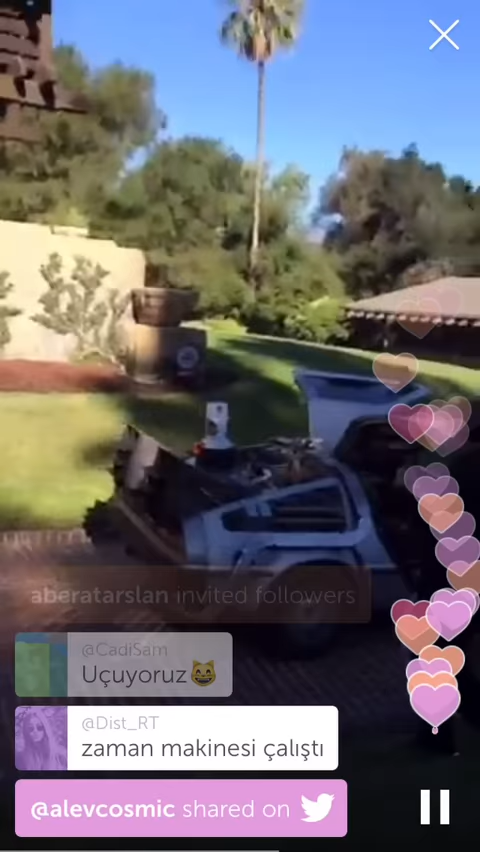 aberatarslan invited followers
@CadiSam
Uçuyoruz😸
@Dist_RT
zaman makinesi çalıştı
@alevcosmic shared on